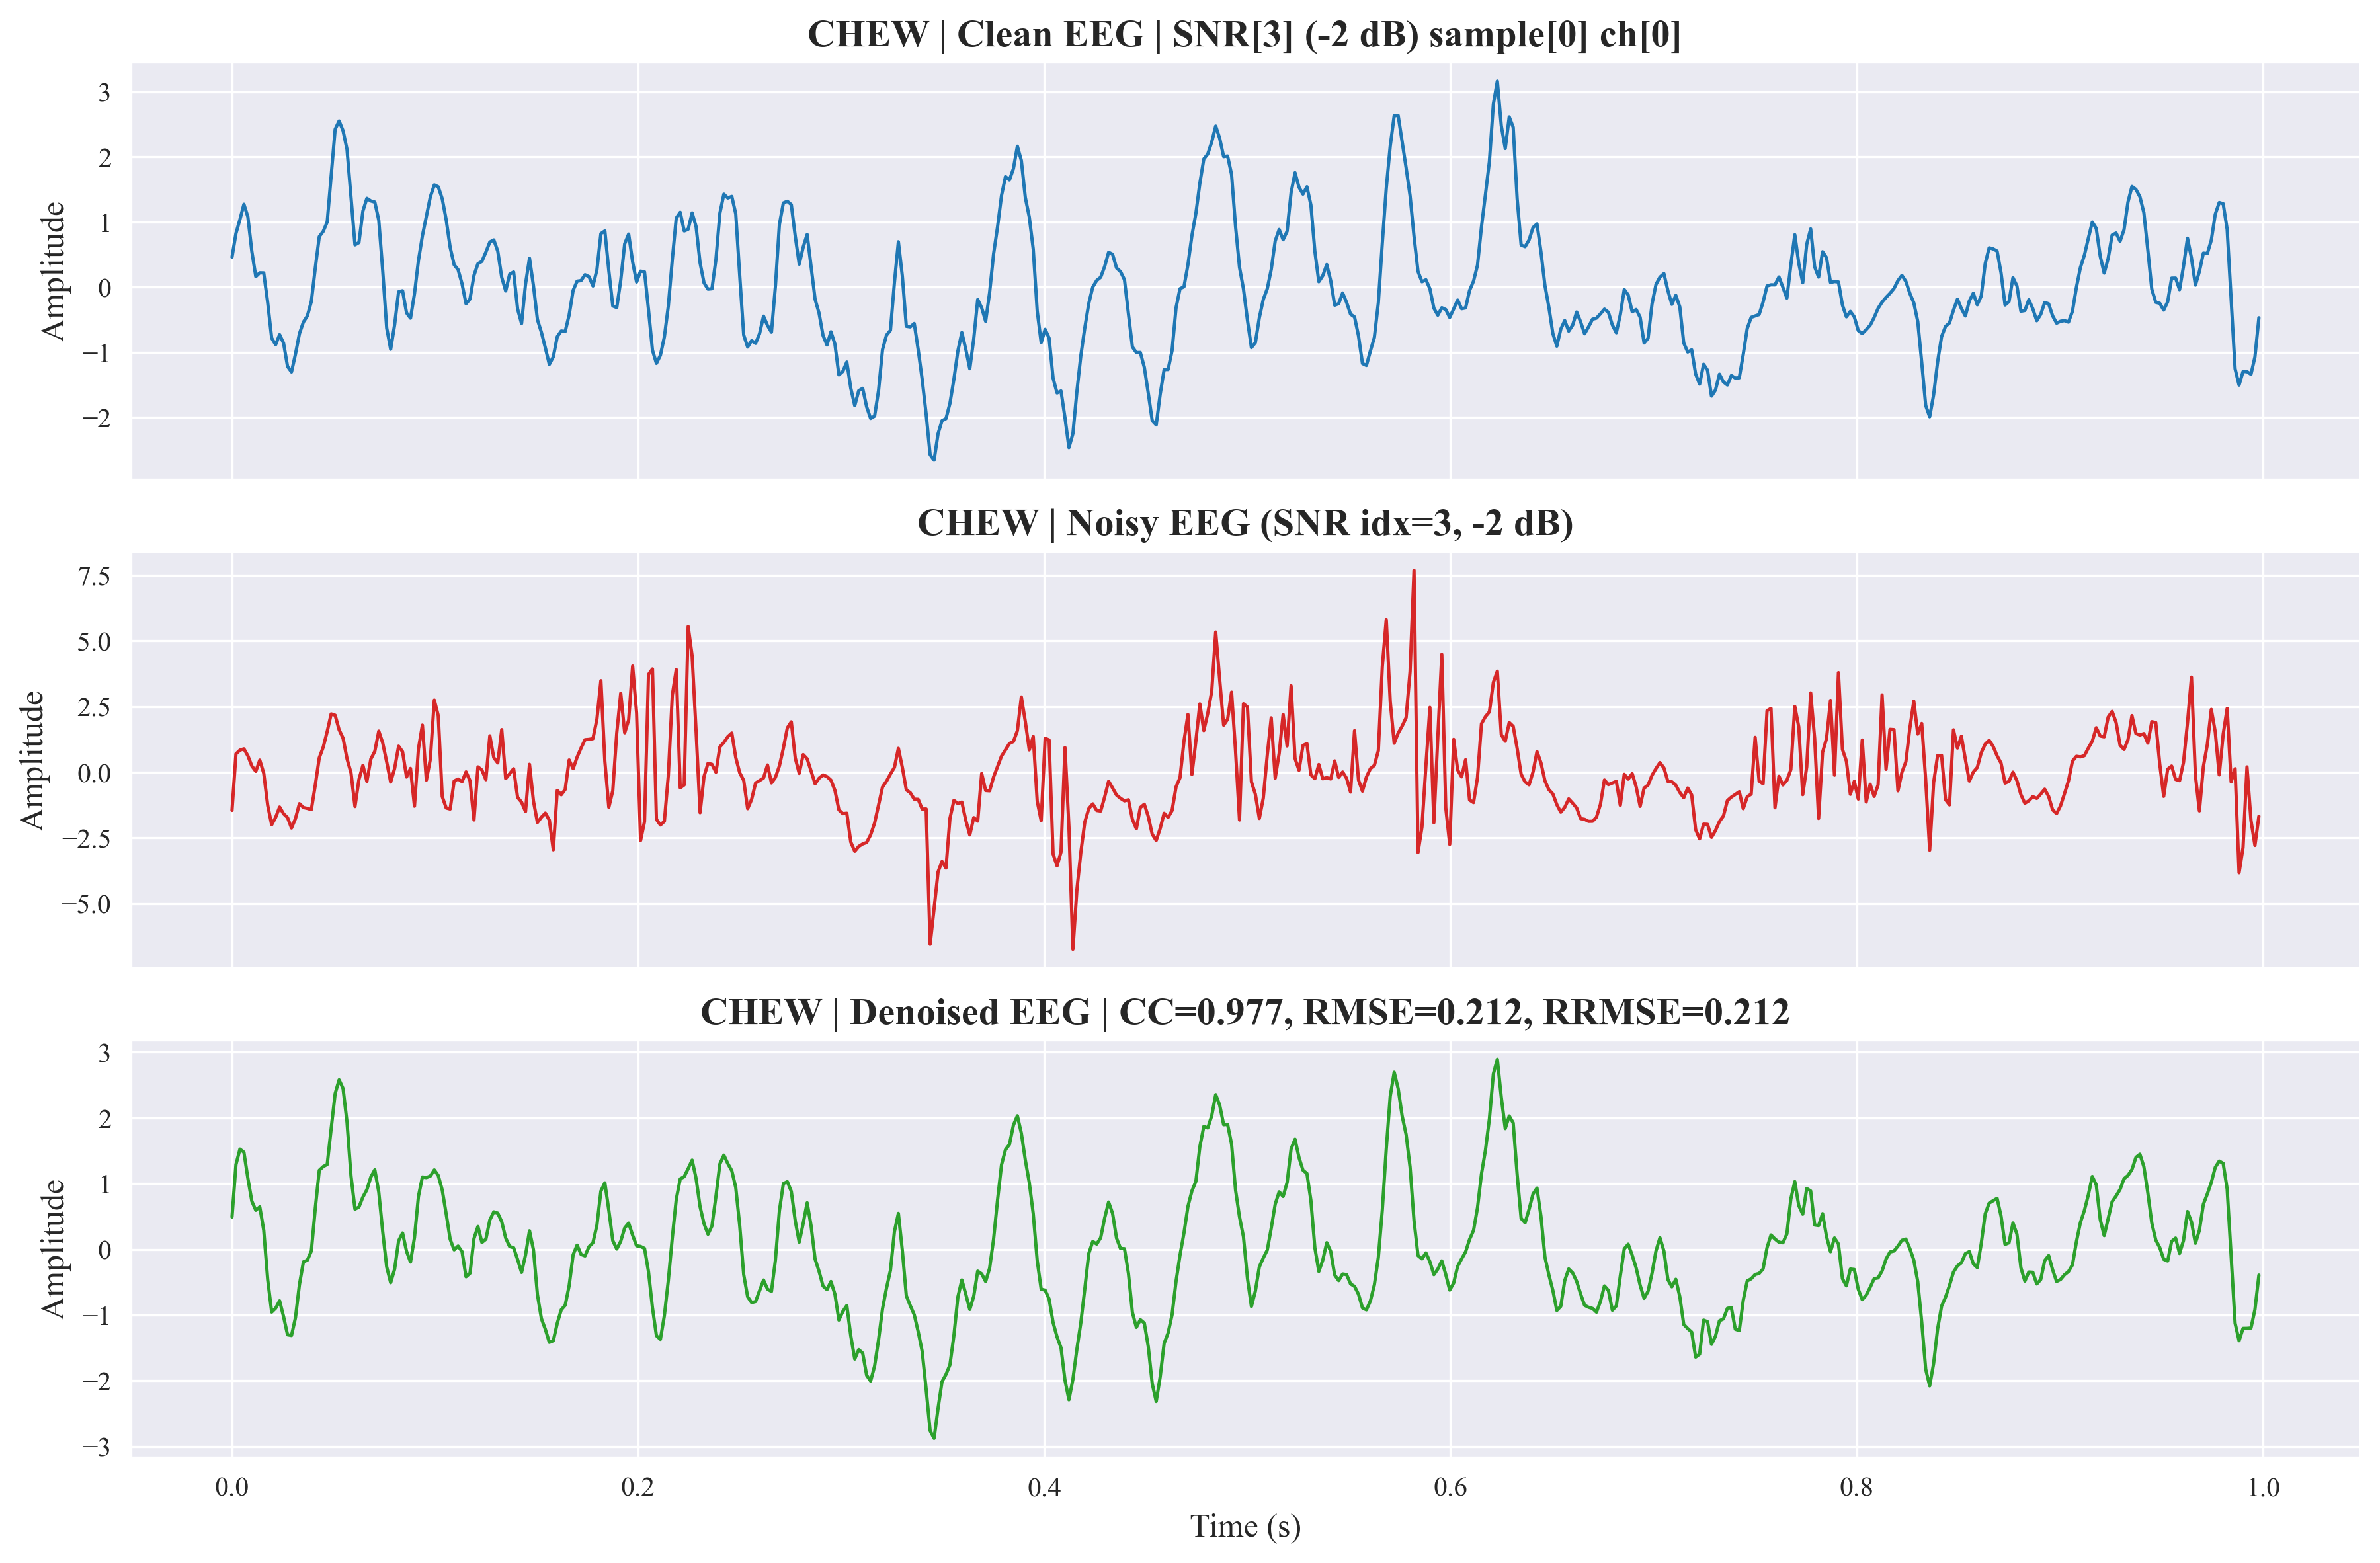 CHEW | Clean EEG | SNR[3] (-2 dB) sample[0] ch[0]
3
2
1
0
−1
−2
Amplitude
CHEW | Noisy EEG (SNR idx=3, -2 dB)
7.5
5.0
2.5
0.0
−2.5
−5.0
Amplitude
CHEW | Denoised EEG | CC=0.977, RMSE=0.212, RRMSE=0.212
3
2
1
0
−1
−2
−3
Amplitude
0.0 0.2 0.4 0.6 0.8 1.0
Time (s)